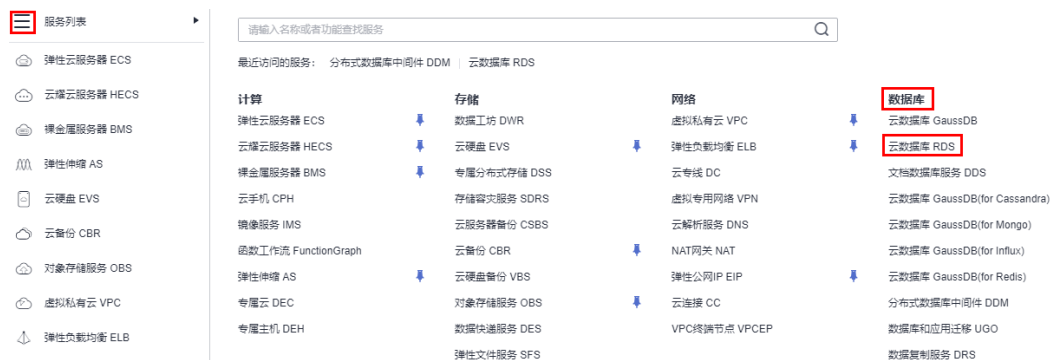 服务列表
弹性云服务器 ECS
云耀云服务器 HECS
裸金属服务器 BMS
弹性伸缩 AS
云硬盘 EVS
云备份 CBR
对象存储服务 OBS
虚拟私有云 VPC
弹性负载均衡 ELB
请输入名称或者功能查找服务
最近访问的服务： 分布式数据库中间件 DDM | 云数据库 RDS
计算
弹性云服务器 ECS
云耀云服务器 HECS
裸金属服务器 BMS
云手机 CPH
镜像服务 IMS
函数工作流 FunctionGraph
弹性伸缩 AS
专属云 DEC
专属主机 DEH
存储
数据工坊 DWR
云硬盘 EVS
专属分布式存储 DSS
存储容灾服务 SDRS
云服务器备份 CSBS
云备份 CBR
云硬盘备份 VBS
对象存储服务 OBS
数据快递服务 DES
弹性文件服务 SFS
网络
虚拟私有云 VPC
弹性负载均衡 ELB
云专线 DC
虚拟专用网络 VPN
云解析服务 DNS
NAT网关 NAT
弹性公网IP EIP
云连接 CC
VPC终端节点 VPCEP
数据库
云数据库 GaussDB
云数据库 RDS
文档数据库服务 DDS
云数据库 GaussDB(for Cassandra)
云数据库 GaussDB(for Mongo)
云数据库 GaussDB(for Influx)
云数据库 GaussDB(for Redis)
分布式数据库中间件 DDM
数据库和应用迁移 UGO
数据复制服务 DRS